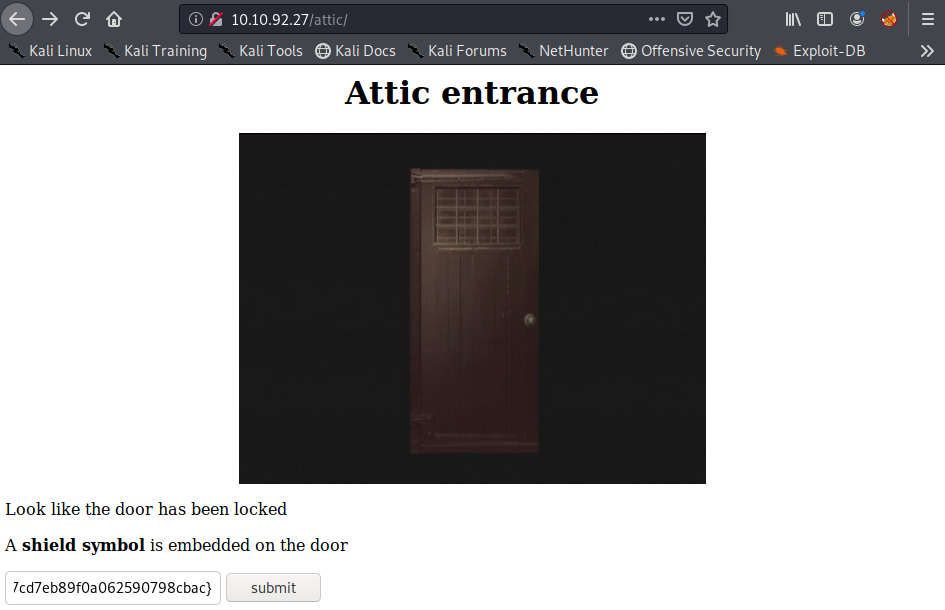 10.10.92.27/attic/
Kali Linux Kali Training Kali Tools Kali Docs Kali Forums NetHunter Offensive Security Exploit-DB
Attic entrance
Look like the door has been locked
A shield symbol is embedded on the door
7cd7eb89f0a062590798cbac} submit